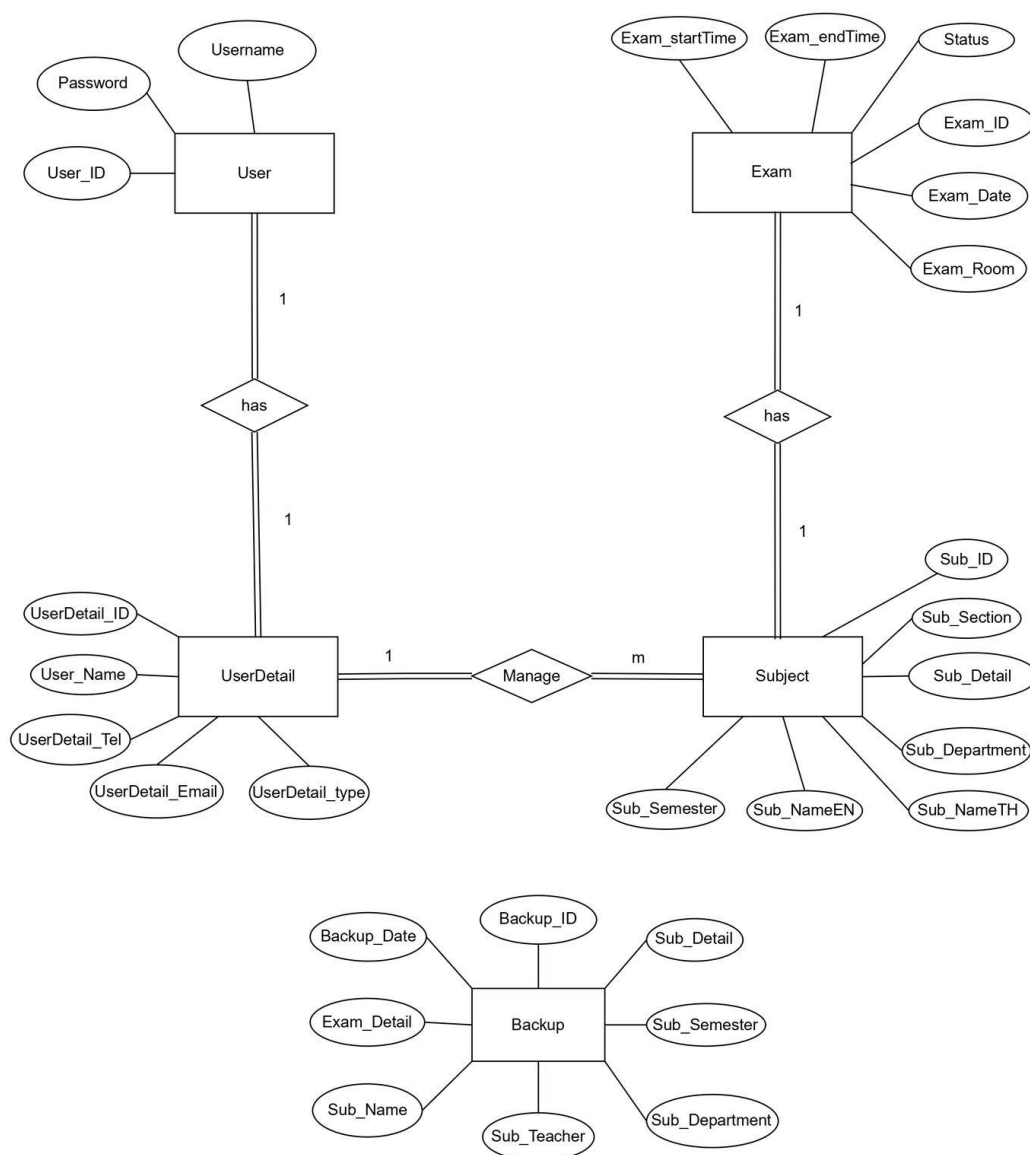 Username
Exam_startTime
Exam_endTime
Status
Password
Exam_ID
User_ID
User
Exam
Exam_Date
Exam_Room
1
1
has
has
1
1
Sub_ID
UserDetail_ID
Sub_Section
User_Name
UserDetail
1
Manage
m
Subject
Sub_Detail
UserDetail_Tel
Sub_Department
UserDetail_Email
UserDetail_type
Sub_Semester
Sub_NameEN
Sub_NameTH
Backup_ID
Backup_Date
Sub_Detail
Exam_Detail
Backup
Sub_Semester
Sub_Name
Sub_Teacher
Sub_Department